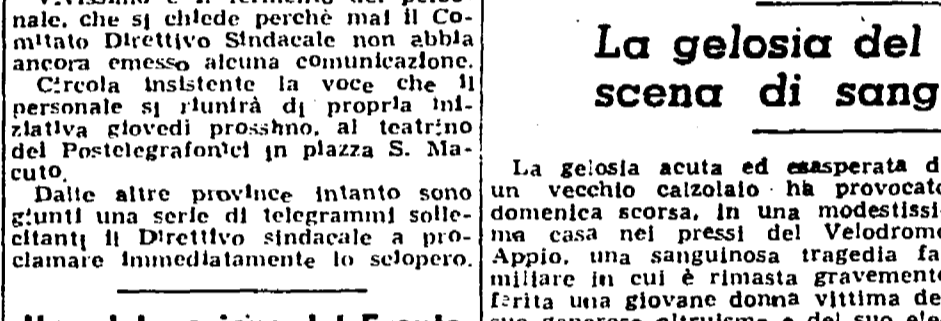 nale, che si chiede perchè mai il Co-
mitato Direttivo Sindacale non abbia
ancora emesso alcuna comunicazione.
Circola insistente la voce che il
personale si riunirà di propria ini-
ziativa giovedì prossimo, al teatrino
dei Postelegrafonici in piazza S. Ma-
cuto.
Dalle altre province intanto sono
giunti una serie di telegrammi solle-
citanti il Direttivo sindacale a pro-
clamare immediatamente lo sciopero.
La gelosia del
scena di sang
La gelosia acuta ed esasperata d
un vecchio calzolaio ha provocato
domenica scorsa, in una modestissi
ma casa nei pressi del Velodromo
Appio, una sanguinosa tragedia fa
miliare in cui è rimasta gravemente
ferita una giovane donna vittima de